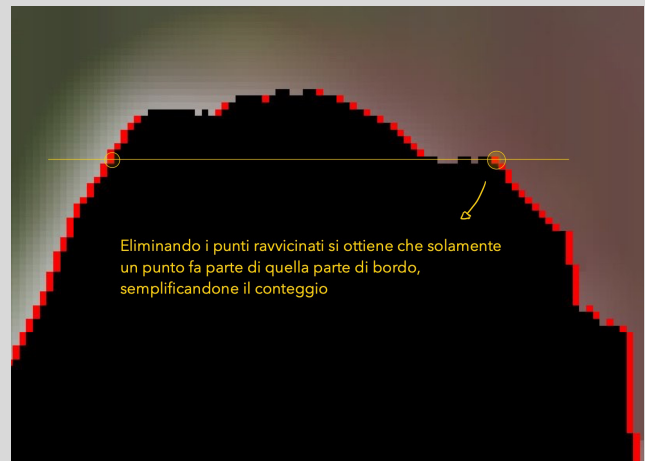 Eliminando i punti ravvicinati si ottiene che solamente
un punto fa parte di quella parte di bordo,
semplificandone il conteggio